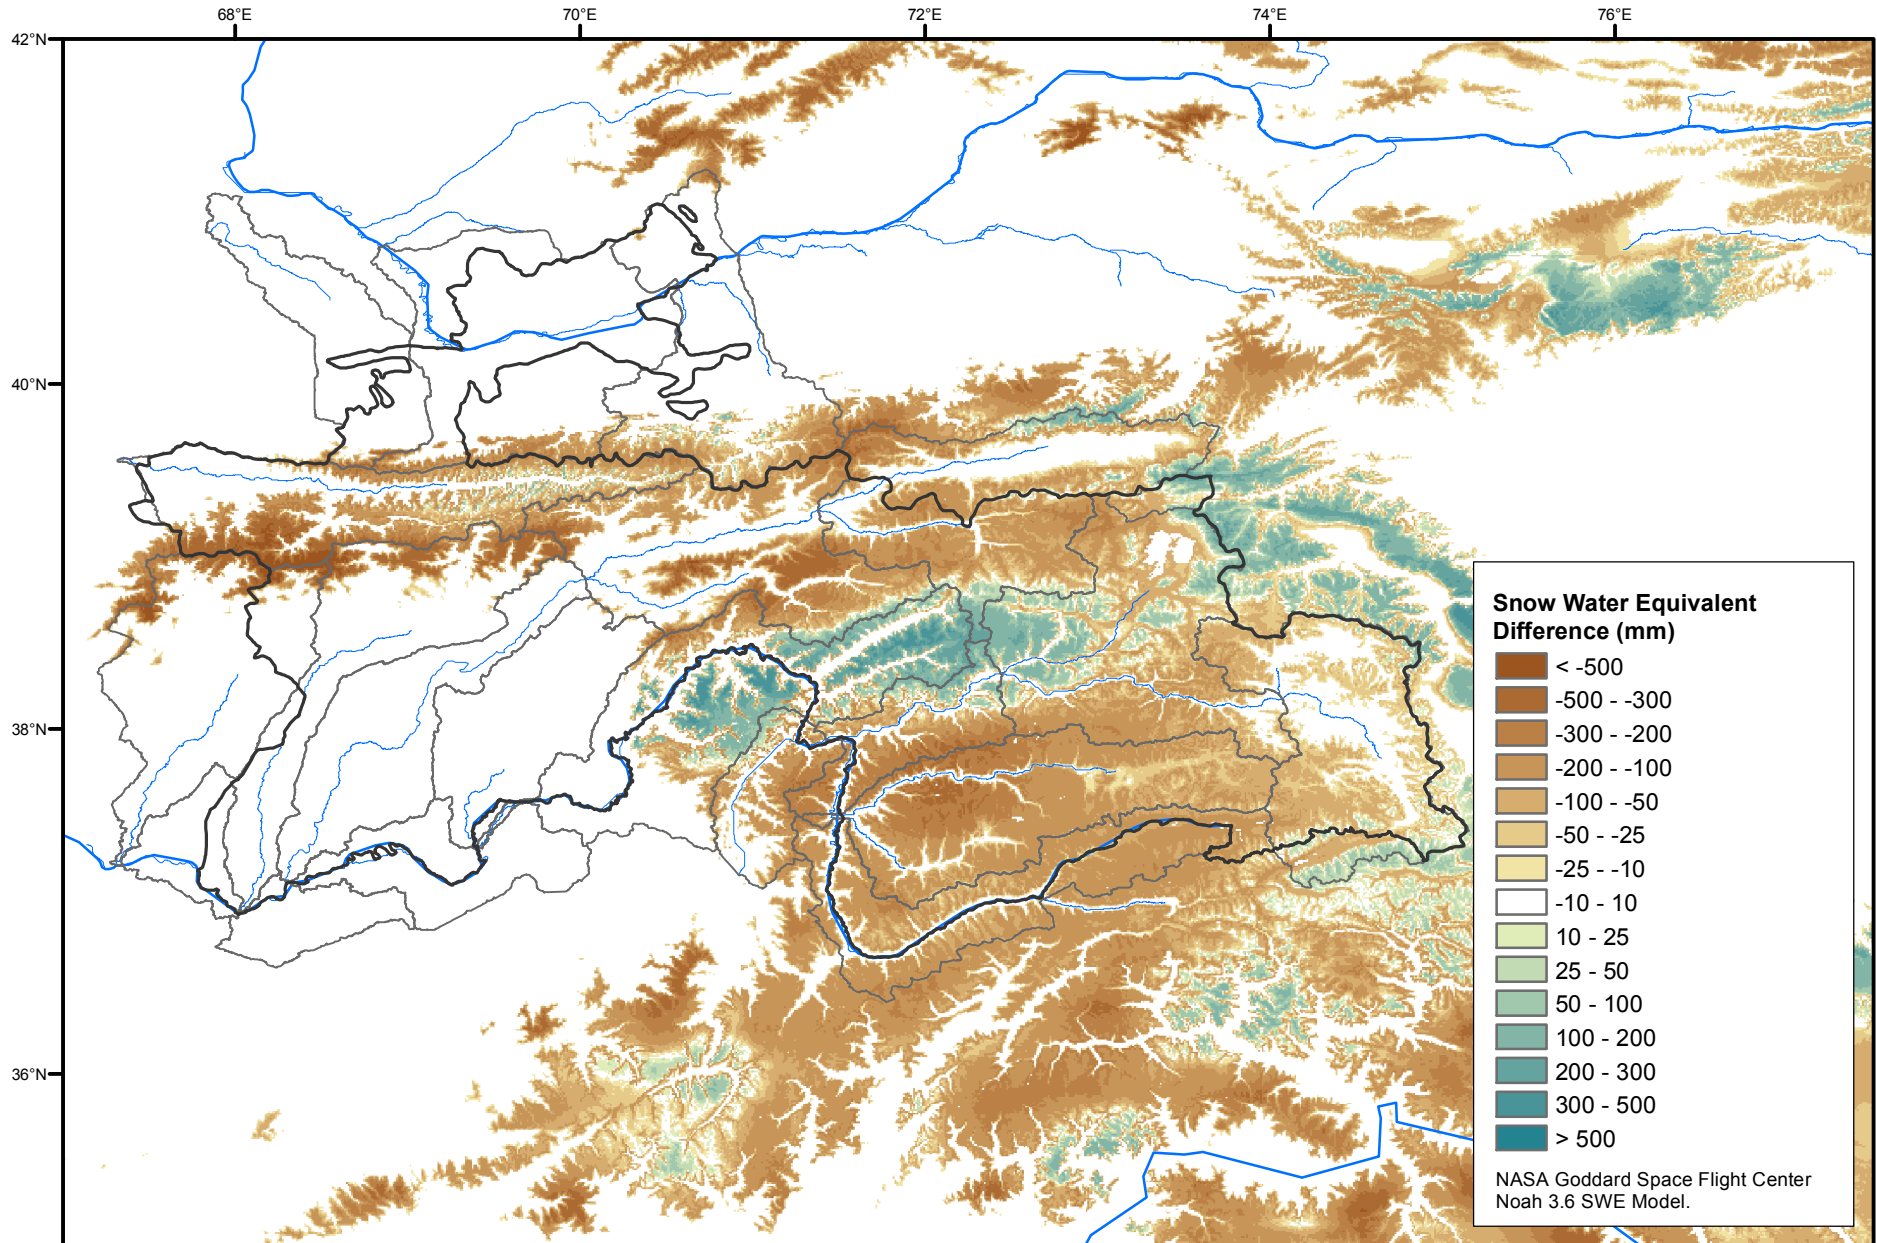 68°E
70°E
72°E
74°E
76°E
42°N
40°N
38°N
36°N
Snow Water Equivalent
Difference (mm)
< -500
-500 - -300
-300 - -200
-200 - -100
-100 - -50
-50 - -25
-25 - -10
-10 - 10
10 - 25
25 - 50
50 - 100
100 - 200
200 - 300
300 - 500
> 500
NASA Goddard Space Flight Center
Noah 3.6 SWE Model.